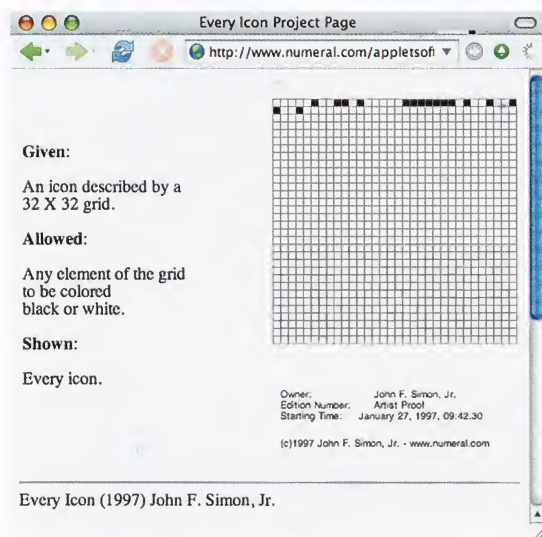 Every Icon Project Page
http://www.numeral.com/appletsoft
Given:
An icon described by a
32 X 32 grid.
Allowed:
Any element of the grid
to be colored
black or white.
Shown:
Every icon.
Owner: John F. Simon, Jr.
Edition Number: Artist Proof
Starting Time: January 27, 1997, 09.42.30
(c)1997 John F. Simon, Jr. - www.numeral.com
Every Icon (1997) John F. Simon, Jr.